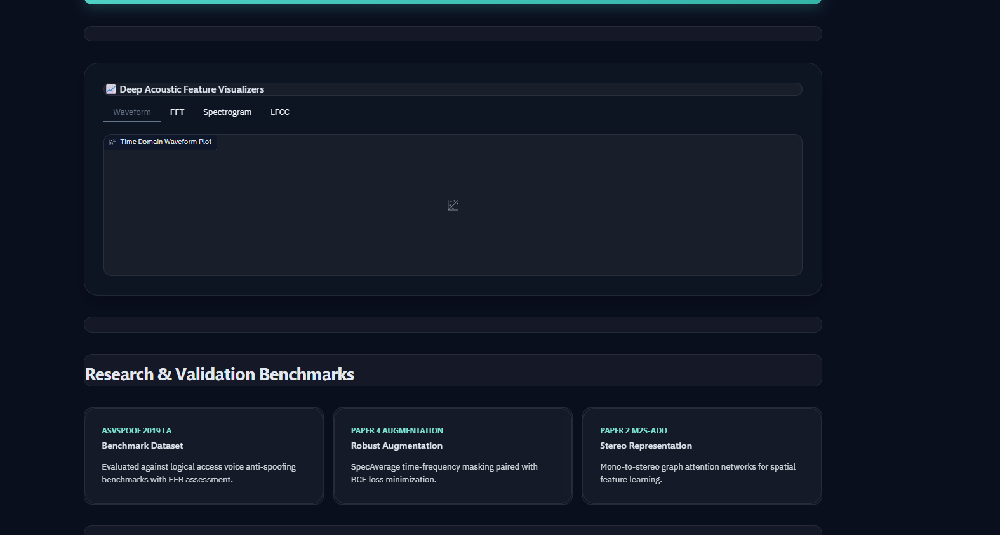 Deep Acoustic Feature Visualizers
Waveform FFT Spectrogram LFCC
Time Domain Waveform Plot
Research & Validation Benchmarks
ASVSPOOF 2019 LA
Benchmark Dataset
Evaluated against logical access voice anti-spoofing
benchmarks with EER assessment.
PAPER 4 AUGMENTATION
Robust Augmentation
SpecAverage time-frequency masking paired with
BCE loss minimization.
PAPER 2 M2S-ADD
Stereo Representation
Mono-to-stereo graph attention networks for spatial
feature learning.